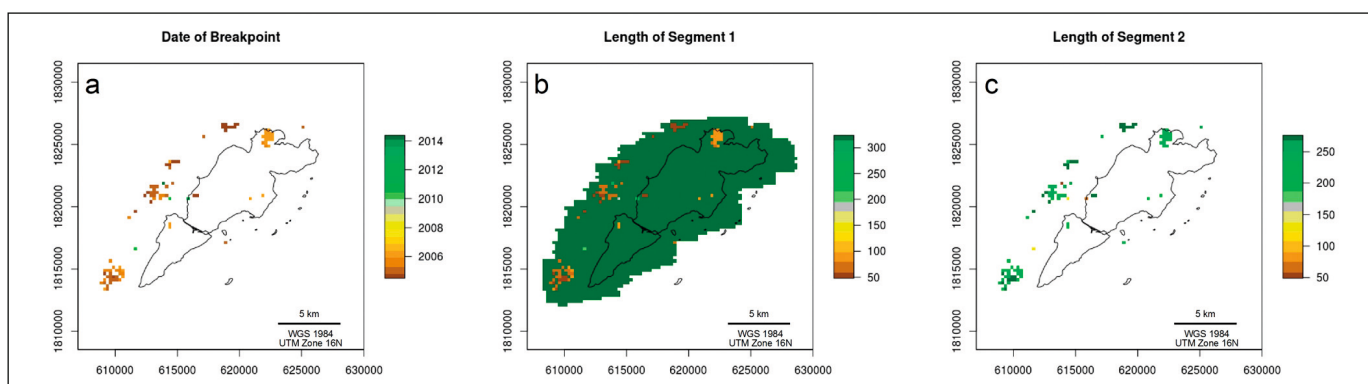 Date of Breakpoint
a
1830000
1825000
1820000
1815000
1810000
610000 615000 620000 625000 630000
5 km
WGS 1984
UTM Zone 16N
2014
2012
2010
2008
2006
Length of Segment 1
b
1830000
1825000
1820000
1815000
1810000
610000 615000 620000 625000 630000
5 km
WGS 1984
UTM Zone 16N
300
250
200
150
100
50
Length of Segment 2
c
1830000
1825000
1820000
1815000
1810000
610000 615000 620000 625000 630000
5 km
WGS 1984
UTM Zone 16N
250
200
150
100
50